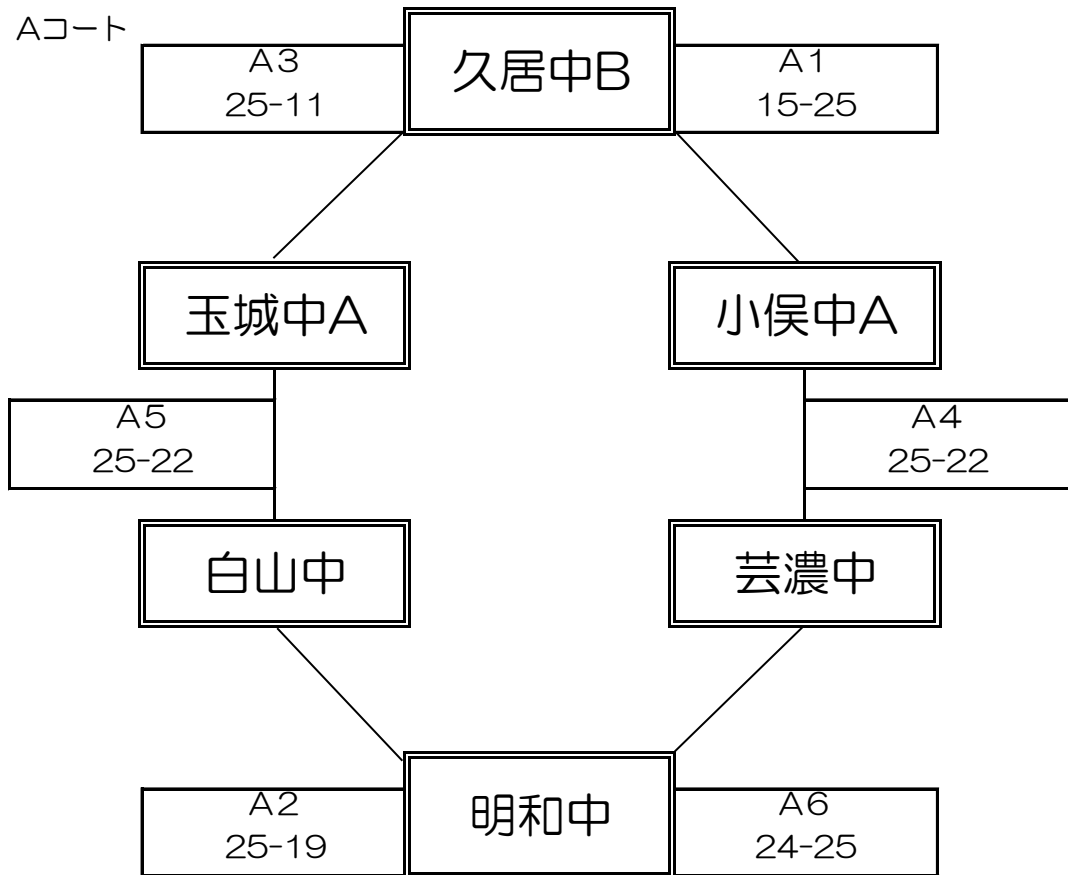 Aコート
A3
25-11
久居中B
A1
15-25
玉城中A
小俣中A
A5
25-22
A4
25-22
白山中
芸濃中
A2
25-19
明和中
A6
24-25